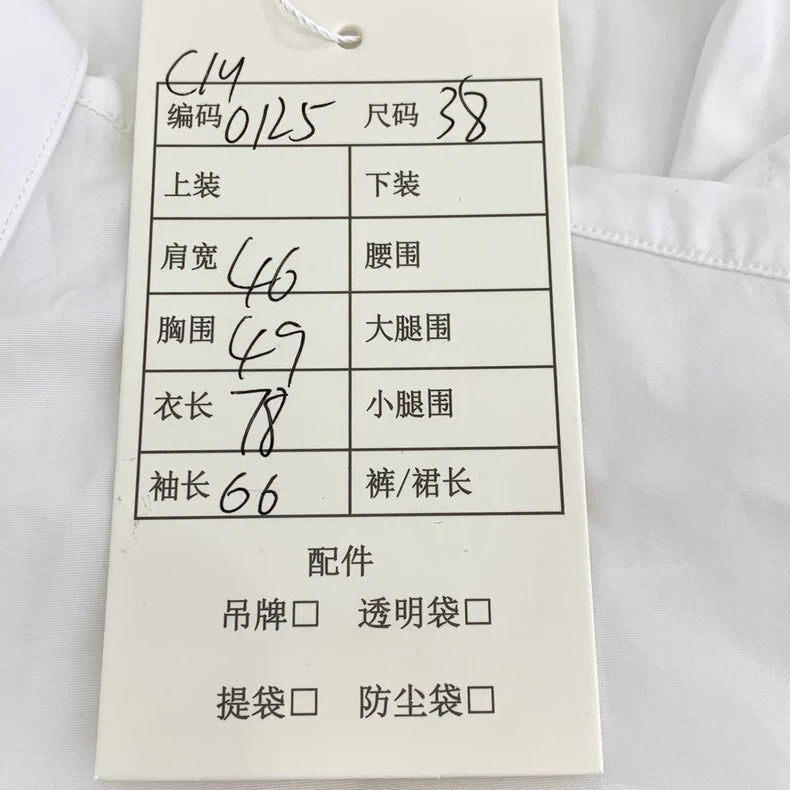 C14
编码 0125 尺码 38
上装 下装
肩宽 46 腰围
胸围 49 大腿围
衣长 78 小腿围
袖长 66 裤/裙长
配件
吊牌□ 透明袋□
提袋□ 防尘袋□